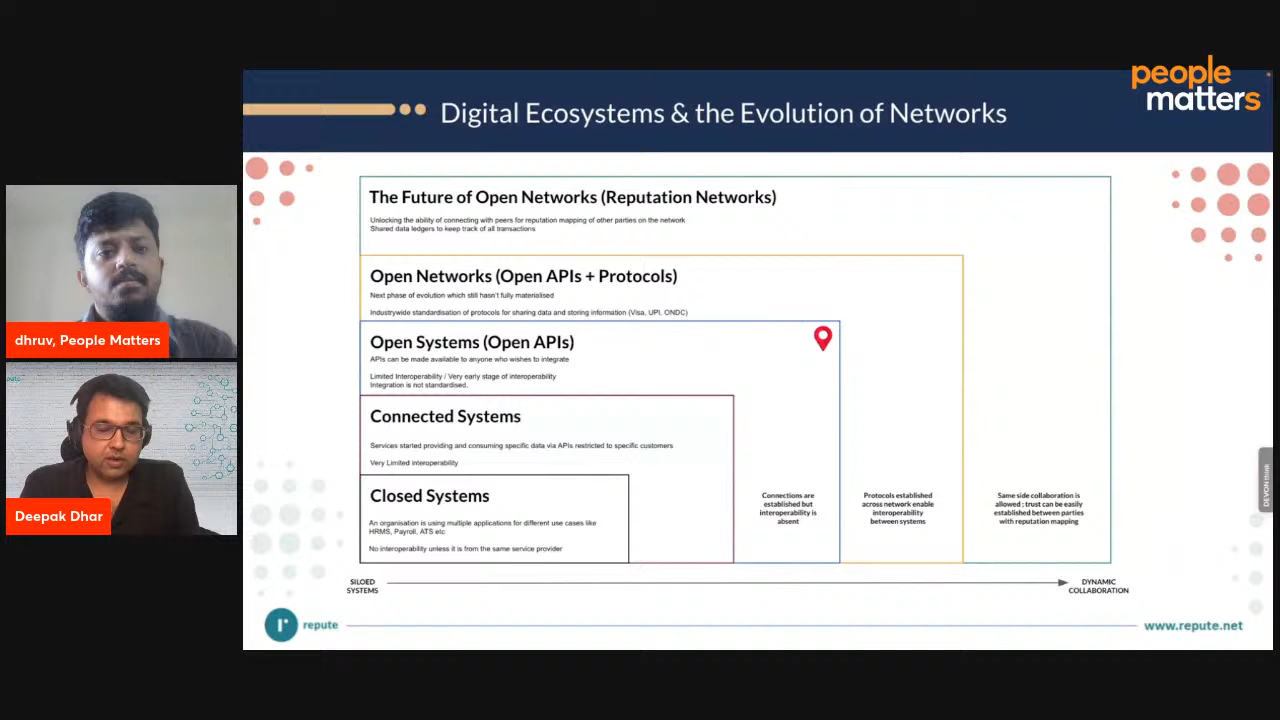 people
matters
Digital Ecosystems & the Evolution of Networks
The Future of Open Networks (Reputation Networks)
Unlocking the ability of connecting with peers for reputation mapping of other parties on the network
Shared data ledgers to keep track of all transactions
Open Networks (Open APIs + Protocols)
Next phase of evolution which still hasn't fully materialised
Industrywide standardisation of protocols for sharing data and storing information (Visa, UPI, ONDC)
Open Systems (Open APIs)
APIs can be made available to anyone who wishes to integrate
Limited Interoperability / Very early stage of interoperability
Integration is not standardised.
Connected Systems
Services started providing and consuming specific data via APIs restricted to specific customers
Very Limited interoperability
Closed Systems
An organisation is using multiple applications for different use cases like
HRMS, Payroll, ATS etc
No interoperability unless it is from the same service provider
Connections are
established but
interoperability is
absent
Protocols established
across network enable
interoperability
between systems
Same side collaboration is
allowed ; trust can be easily
established between parties
with reputation mapping
SILOED
SYSTEMS
DYNAMIC
COLLABORATION
r repute
www.repute.net
dhruv, People Matters
Deepak Dhar
DEVONthink